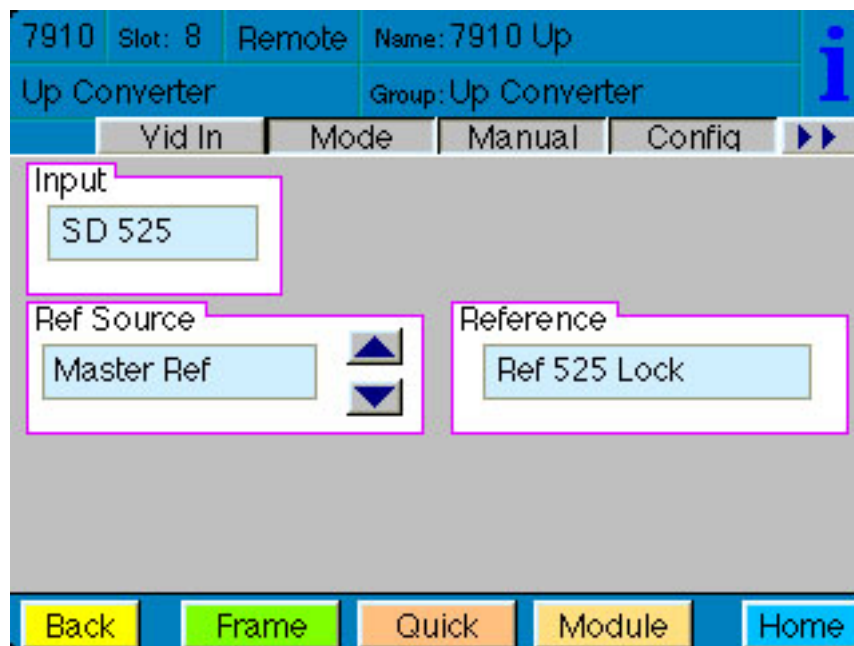 7910 Slot: 8 Remote Name: 7910 Up
Up Converter Group: Up Converter
Vid In Mode Manual Config
Input
SD 525
Ref Source Reference
Master Ref Ref 525 Lock
Back Frame Quick Module Home